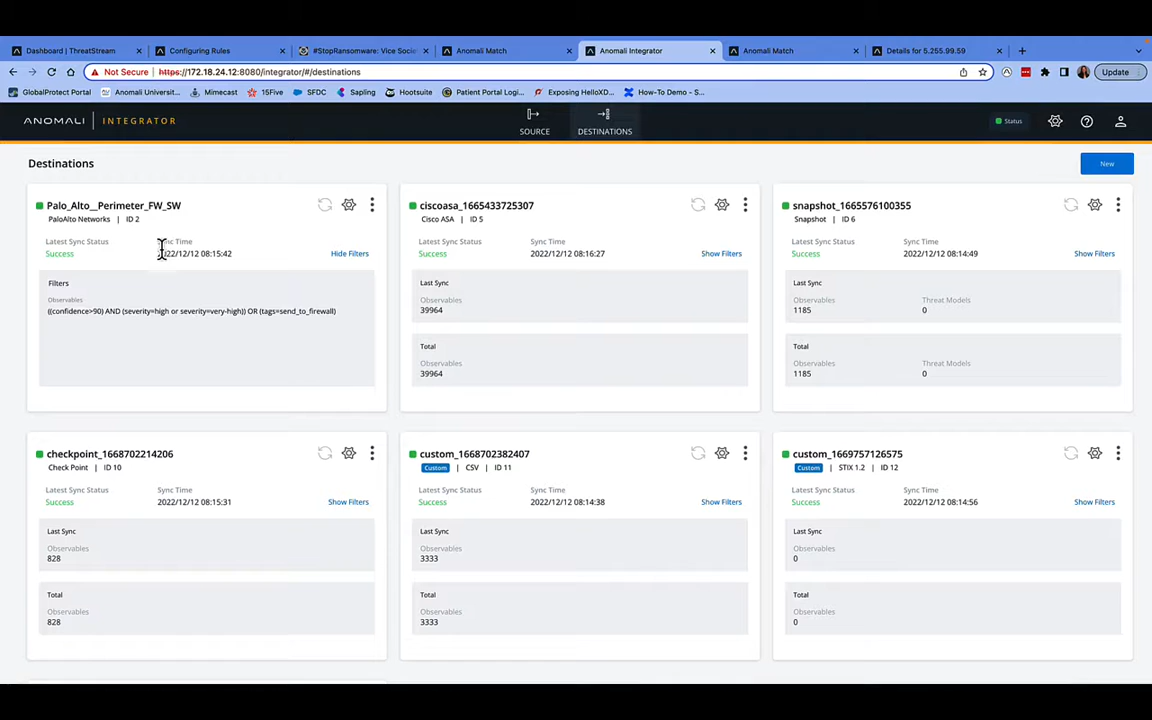 Dashboard | ThreatStream
Configuring Rules
#StopRansomware: Vice Socie
Anomali Match
Anomali Integrator
Anomali Match
Details for 5.255.99.59
Not Secure | https://172.18.24.12:8080/integrator/#/destinations
Update
GlobalProtect Portal
Anomali Universit...
Mimecast
15Five
SFDC
Sapling
Hootsuite
Patient Portal Logi...
Exposing HelloXD...
How-To Demo - S...
ANOMALI | INTEGRATOR
SOURCE
DESTINATIONS
Status
Destinations
New
Palo_Alto__Perimeter_FW_SW
PaloAlto Networks | ID 2
Latest Sync Status
Success
Time
22/12/12 08:15:42
Hide Filters
Filters
Observables
((confidence>90) AND (severity=high or severity=very-high)) OR (tags=send_to_firewall)
ciscoasa_1665433725307
Cisco ASA | ID 5
Latest Sync Status
Success
Sync Time
2022/12/12 08:16:27
Show Filters
Last Sync
Observables
39964
Total
Observables
39964
snapshot_1665576100355
Snapshot | ID 6
Latest Sync Status
Success
Sync Time
2022/12/12 08:14:49
Show Filters
Last Sync
Observables
1185
Threat Models
0
Total
Observables
1185
Threat Models
0
checkpoint_1668702214206
Check Point | ID 10
Latest Sync Status
Success
Sync Time
2022/12/12 08:15:31
Show Filters
Last Sync
Observables
828
Total
Observables
828
custom_1668702382407
Custom | CSV | ID 11
Latest Sync Status
Success
Sync Time
2022/12/12 08:14:38
Show Filters
Last Sync
Observables
3333
Total
Observables
3333
custom_1669757126575
Custom | STIX 1.2 | ID 12
Latest Sync Status
Success
Sync Time
2022/12/12 08:14:56
Show Filters
Last Sync
Observables
0
Total
Observables
0